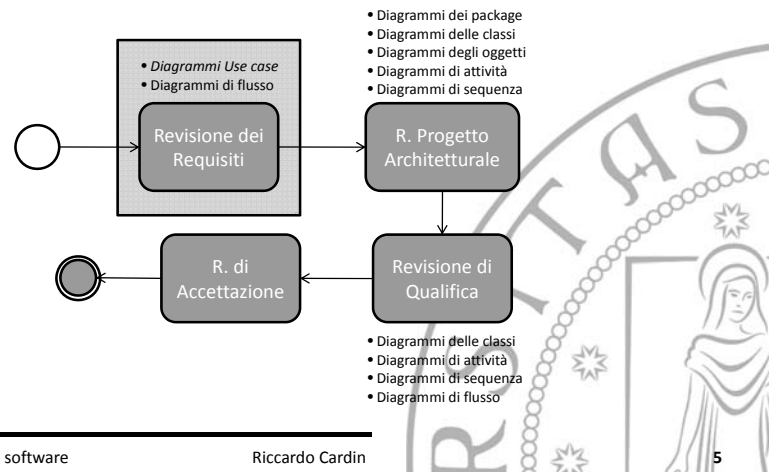 • Diagrammi dei package
• Diagrammi delle classi
• Diagrammi degli oggetti
• Diagrammi di attività
• Diagrammi di sequenza
• Diagrammi Use case
• Diagrammi di flusso
Revisione dei
Requisiti
R. Progetto
Architetturale
R. di
Accettazione
Revisione di
Qualifica
• Diagrammi delle classi
• Diagrammi di attività
• Diagrammi di sequenza
• Diagrammi di flusso
RSITAS
software
Riccardo Cardin
5